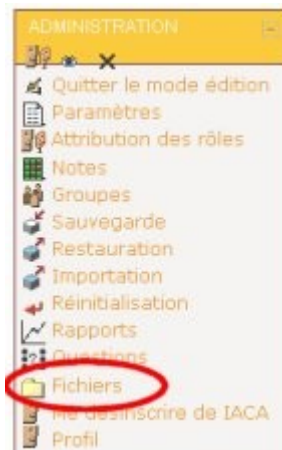 ADMINISTRATION
Quitter le mode édition
Paramètres
Attribution des rôles
Notes
Groupes
Sauvegarde
Restauration
Importation
Réinitialisation
Rapports
Questions
Fichiers
Me désinscrire de IACA
Profil